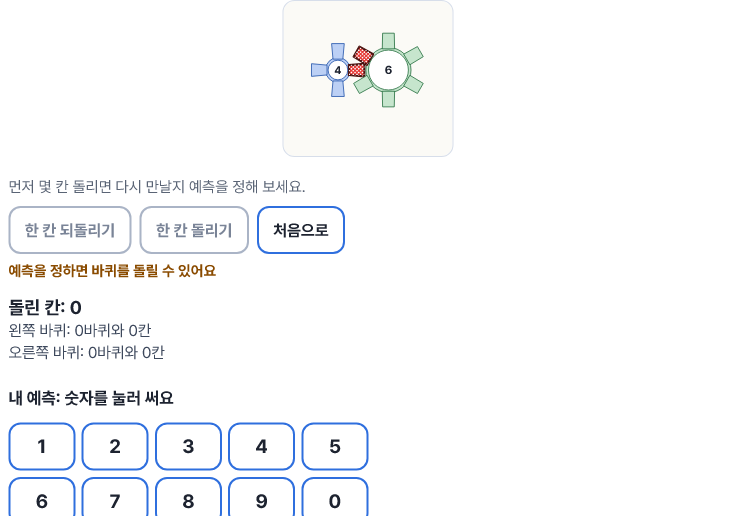 4 6
먼저 몇 칸 돌리면 다시 만날지 예측을 정해 보세요.
한 칸 되돌리기 한 칸 돌리기 처음으로
예측을 정하면 바퀴를 돌릴 수 있어요
돌린 칸: 0
왼쪽 바퀴: 0바퀴와 0칸
오른쪽 바퀴: 0바퀴와 0칸
내 예측: 숫자를 눌러 써요
1 2 3 4 5
6 7 8 9 0